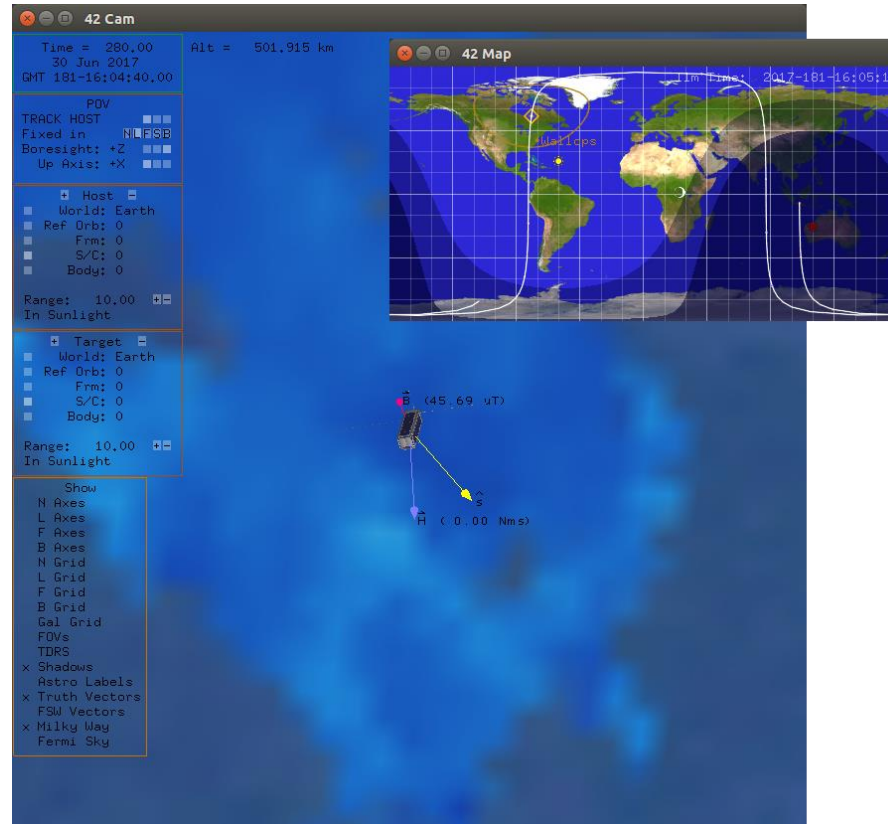 42 Cam
Time = 280.00 Alt = 501.915 km
30 Jun 2017
GMT 181-16:04:40.00
POV
TRACK HOST
Fixed in NLFSB
Boresight: +Z
Up Axis: +X
+ Host -
World: Earth
Ref Orb: 0
Frm: 0
S/C: 0
Body: 0
Range: 10.00 + -
In Sunlight
+ Target -
World: Earth
Ref Orb: 0
Frm: 0
S/C: 0
Body: 0
Range: 10.00 + -
In Sunlight
Show
N Axes
L Axes
F Axes
B Axes
N Grid
L Grid
F Grid
B Grid
Gal Grid
FOVs
TDRS
x Shadows
Astro Labels
x Truth Vectors
FSW Vectors
x Milky Way
Fermi Sky
42 Map
Time: 2017-181-16:05:1
Wallops
B (45.69 uT)
S
H ( 0.00 Nms)